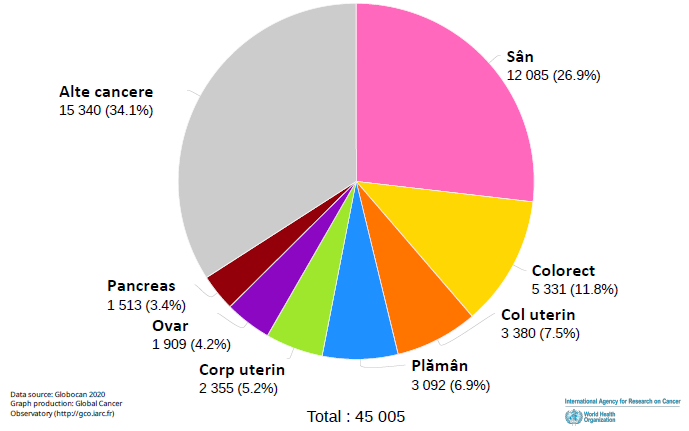 Sân
12 085 (26.9%)
Alte cancere
15 340 (34.1%)
Colorect
5 331 (11.8%)
Pancreas
1 513 (3.4%)
Col uterin
3 380 (7.5%)
Ovar
1 909 (4.2%)
Plămân
3 092 (6.9%)
Corp uterin
2 355 (5.2%)
Data source: Globocan 2020
Graph production: Global Cancer
Observatory (http://gco.iarc.fr)
Total : 45 005
International Agency for Research on Cancer
World Health
Organization